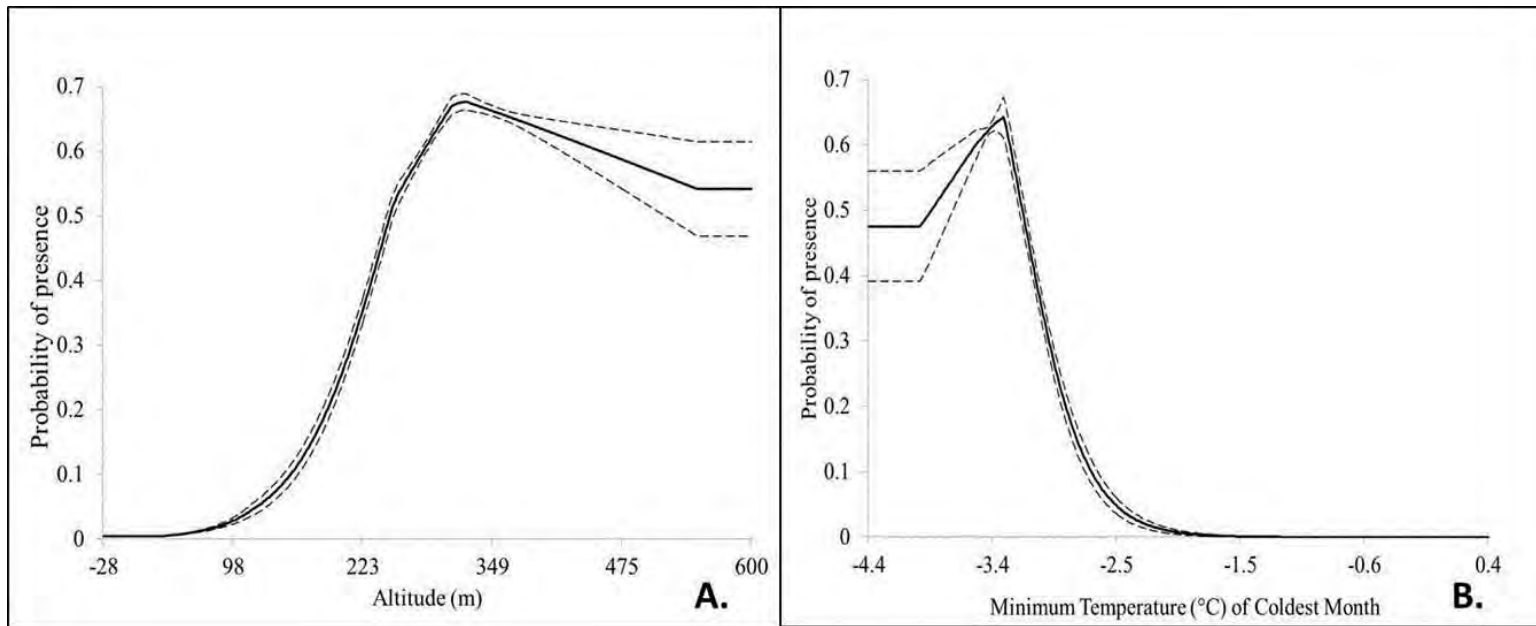 0.7
0.6
0.5
0.4
0.3
0.2
0.1
0
Probability of presence
-28 98 223 349 475 600
Altitude (m)
A.
0.7
0.6
0.5
0.4
0.3
0.2
0.1
0
Probability of presence
-4.4 -3.4 -2.5 -1.5 -0.6 0.4
Minimum Temperature (°C) of Coldest Month
B.